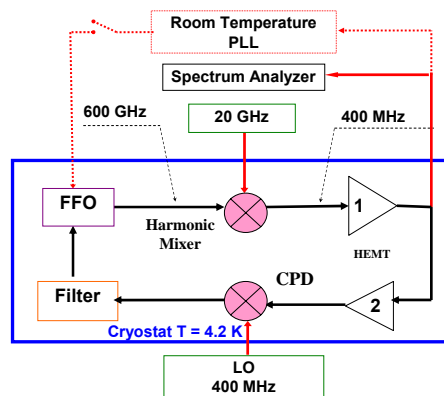 Room Temperature
PLL
Spectrum Analyzer
600 GHz
20 GHz
400 MHz
FFO
Harmonic
Mixer
1
HEMT
Filter
CPD
2
Cryostat T = 4.2 K
LO
400 MHz